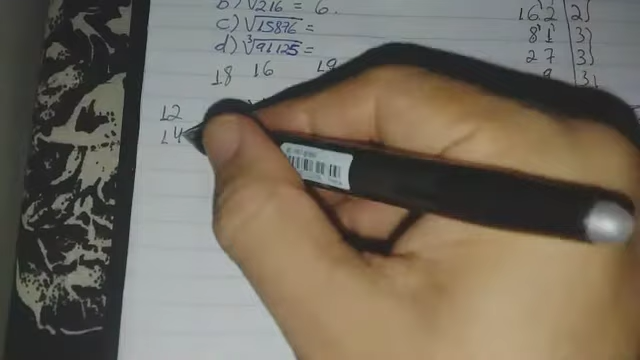 b) ∛216 = 6.
c) √15876 =
d) ∛91125 =
18 16 19
12
14
162 | 2
81 | 3
27 | 3
9 | 3